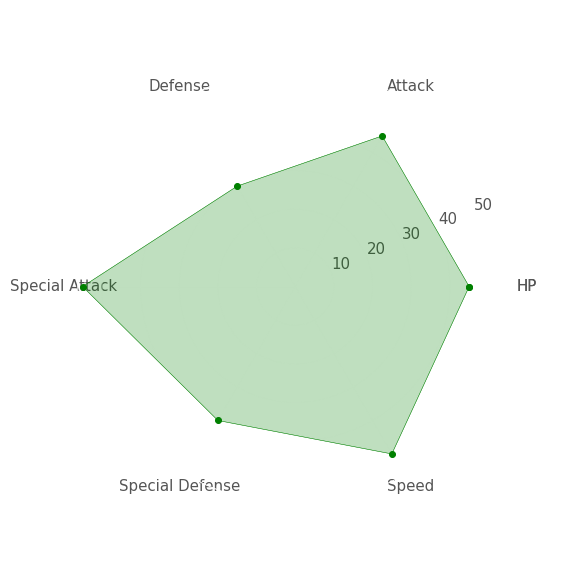 Defense
Attack
50
40
30
20
10
Special Attack
HP
Special Defense
Speed